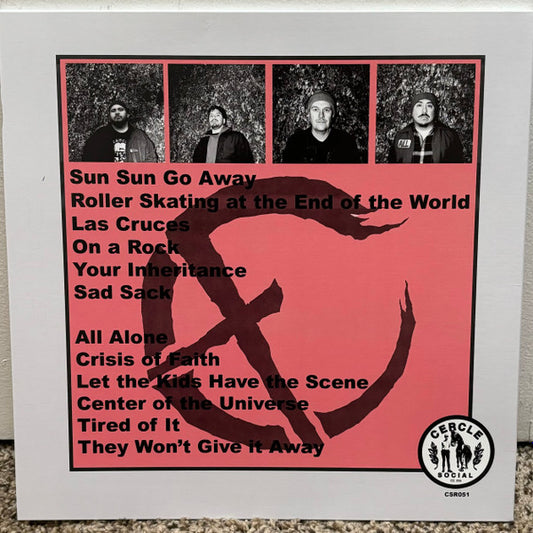 ALL
Sun Sun Go Away
Roller Skating at the End of the World
Las Cruces
On a Rock
Your Inheritance
Sad Sack
All Alone
Crisis of Faith
Let the Kids Have the Scene
Center of the Universe
Tired of It
They Won't Give it Away
CERCLE
SOCIAL
CSR051